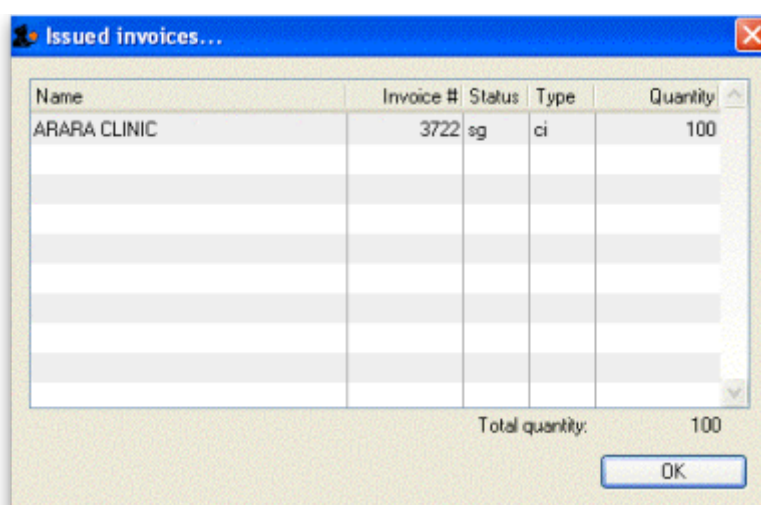 Issued invoices...
Name Invoice # Status Type Quantity
ARARA CLINIC 3722 sg ci 100
Total quantity: 100
OK